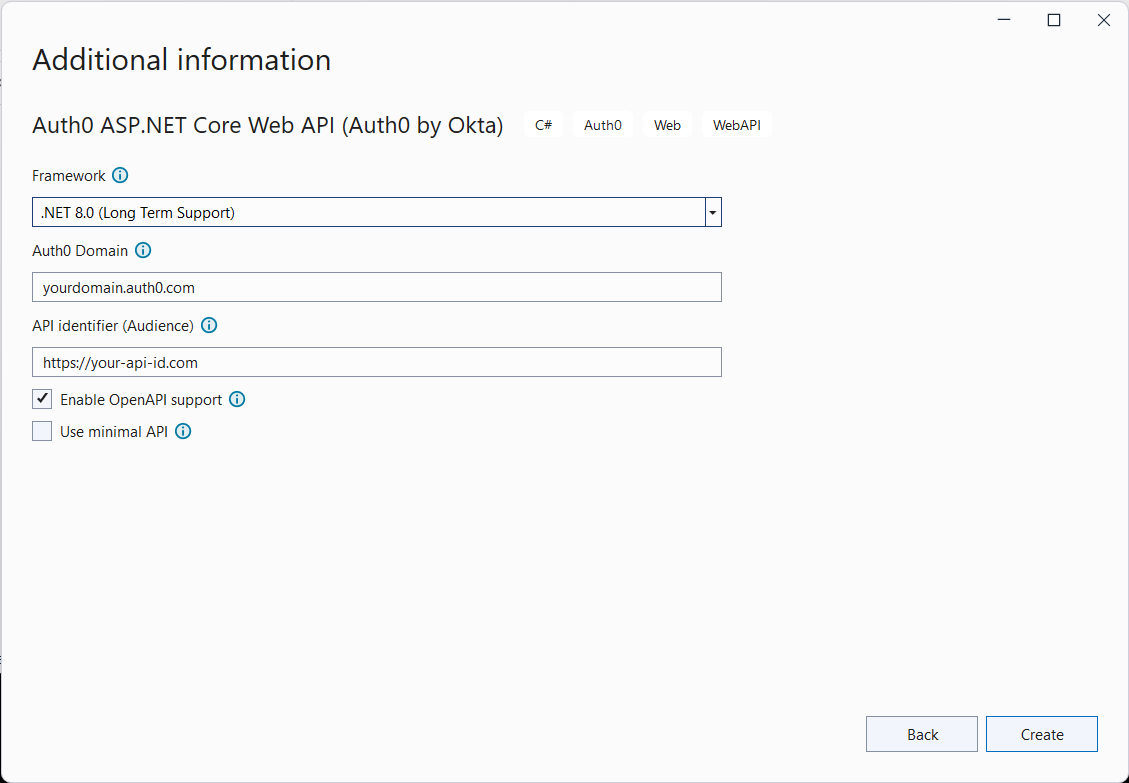 Additional information
Auth0 ASP.NET Core Web API (Auth0 by Okta) C# Auth0 Web WebAPI
Framework
.NET 8.0 (Long Term Support)
Auth0 Domain
yourdomain.auth0.com
API identifier (Audience)
https://your-api-id.com
Enable OpenAPI support
Use minimal API
Back Create